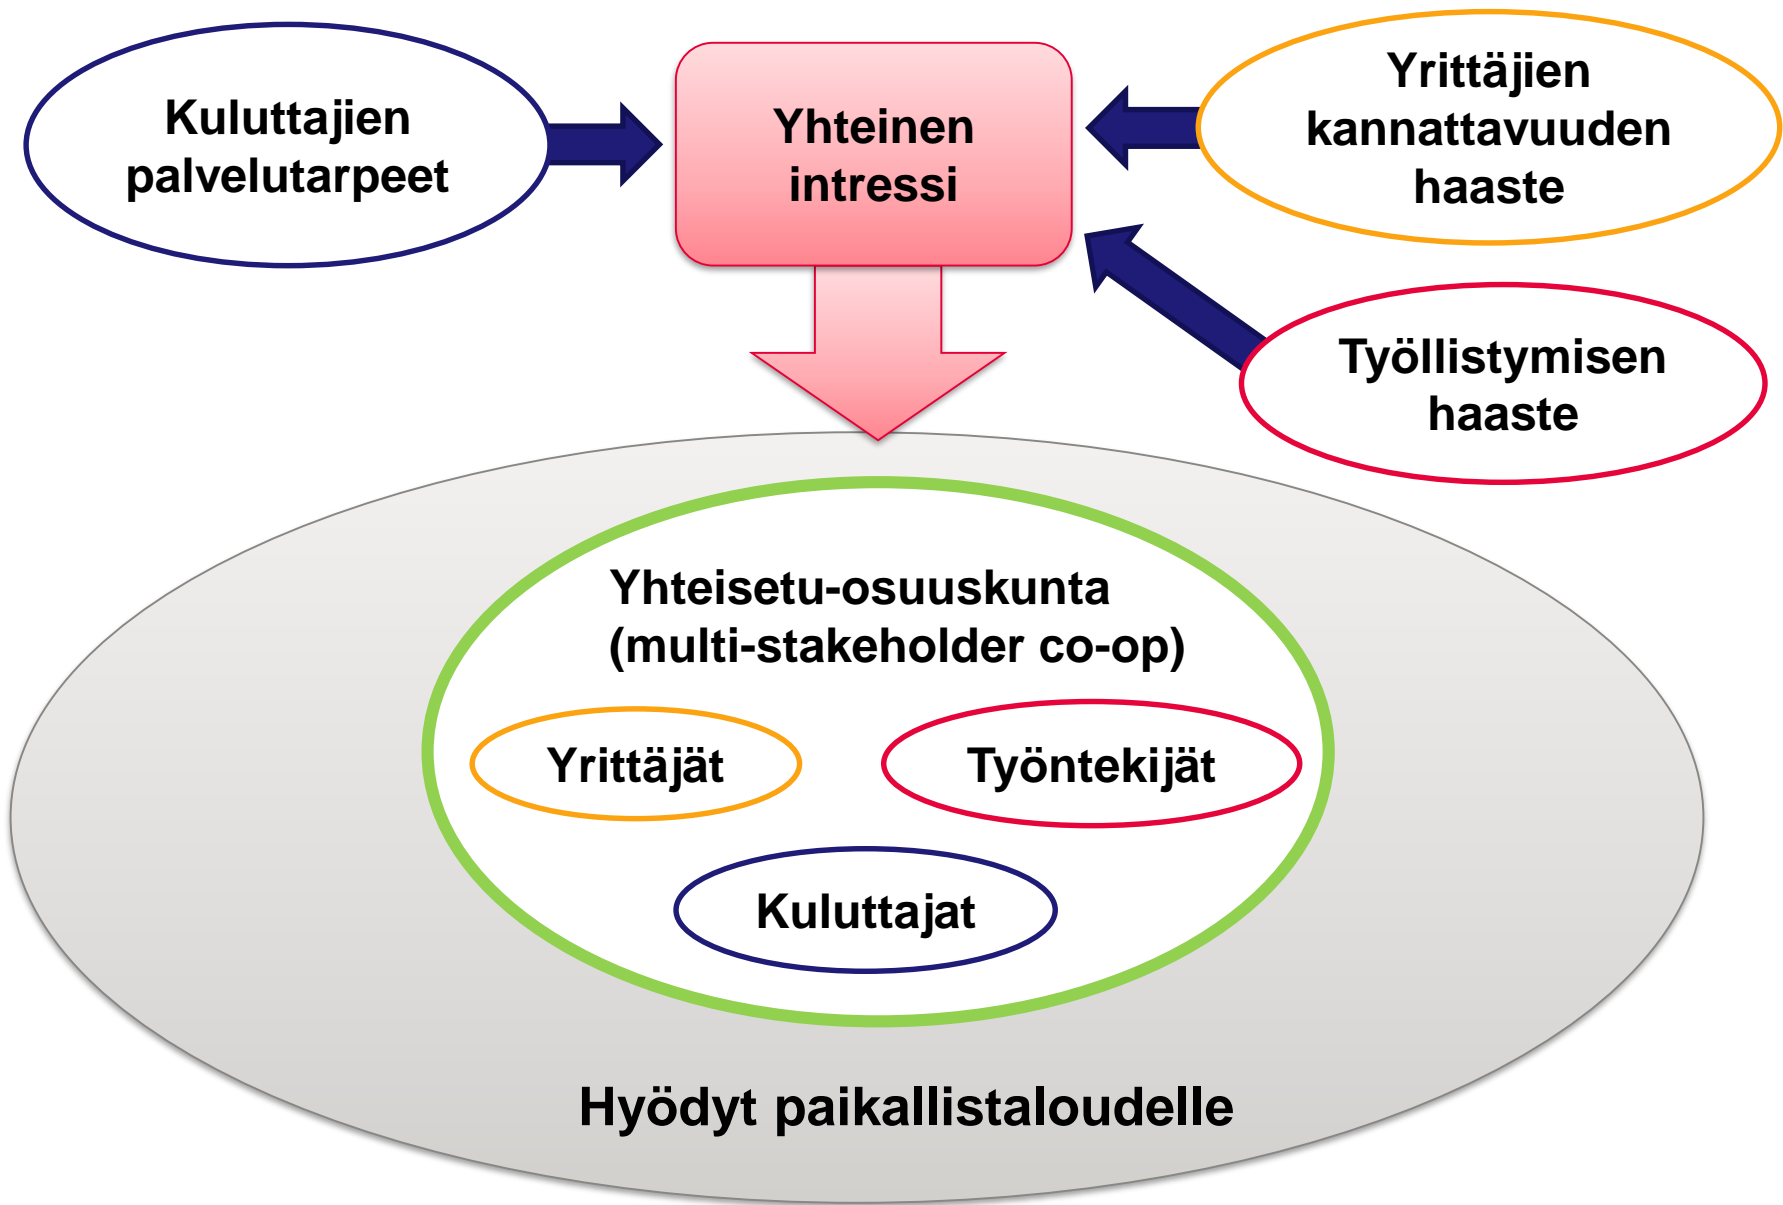 Kuluttajien
palvelutarpeet
Yhteinen
intressi
Yrittäjien
kannattavuuden
haaste
Työllistymisen
haaste
Yhteisetu-osuuskunta
(multi-stakeholder co-op)
Yrittäjät
Työntekijät
Kuluttajat
Hyödyt paikallistaloudelle